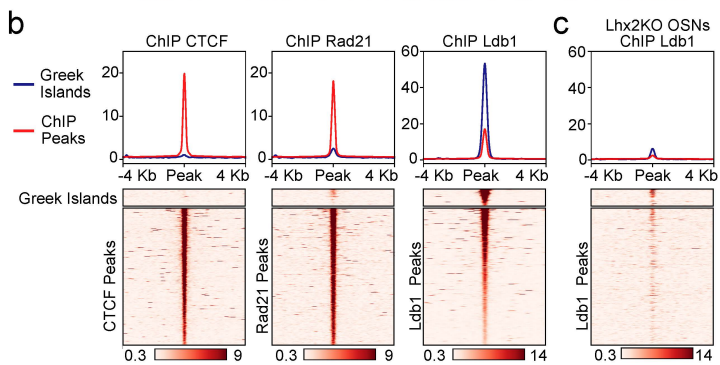 b
c
ChIP CTCF
ChIP Rad21
ChIP Ldb1
Lhx2KO OSNs
ChIP Ldb1
Greek
Islands
ChIP
Peaks
20
10
0
-4 Kb Peak 4 Kb
20
10
0
-4 Kb Peak 4 Kb
60
40
20
0
-4 Kb Peak 4 Kb
60
40
20
0
-4 Kb Peak 4 Kb
Greek Islands
CTCF Peaks
Rad21 Peaks
Ldb1 Peaks
Ldb1 Peaks
0.3 9
0.3 9
0.3 14
0.3 14